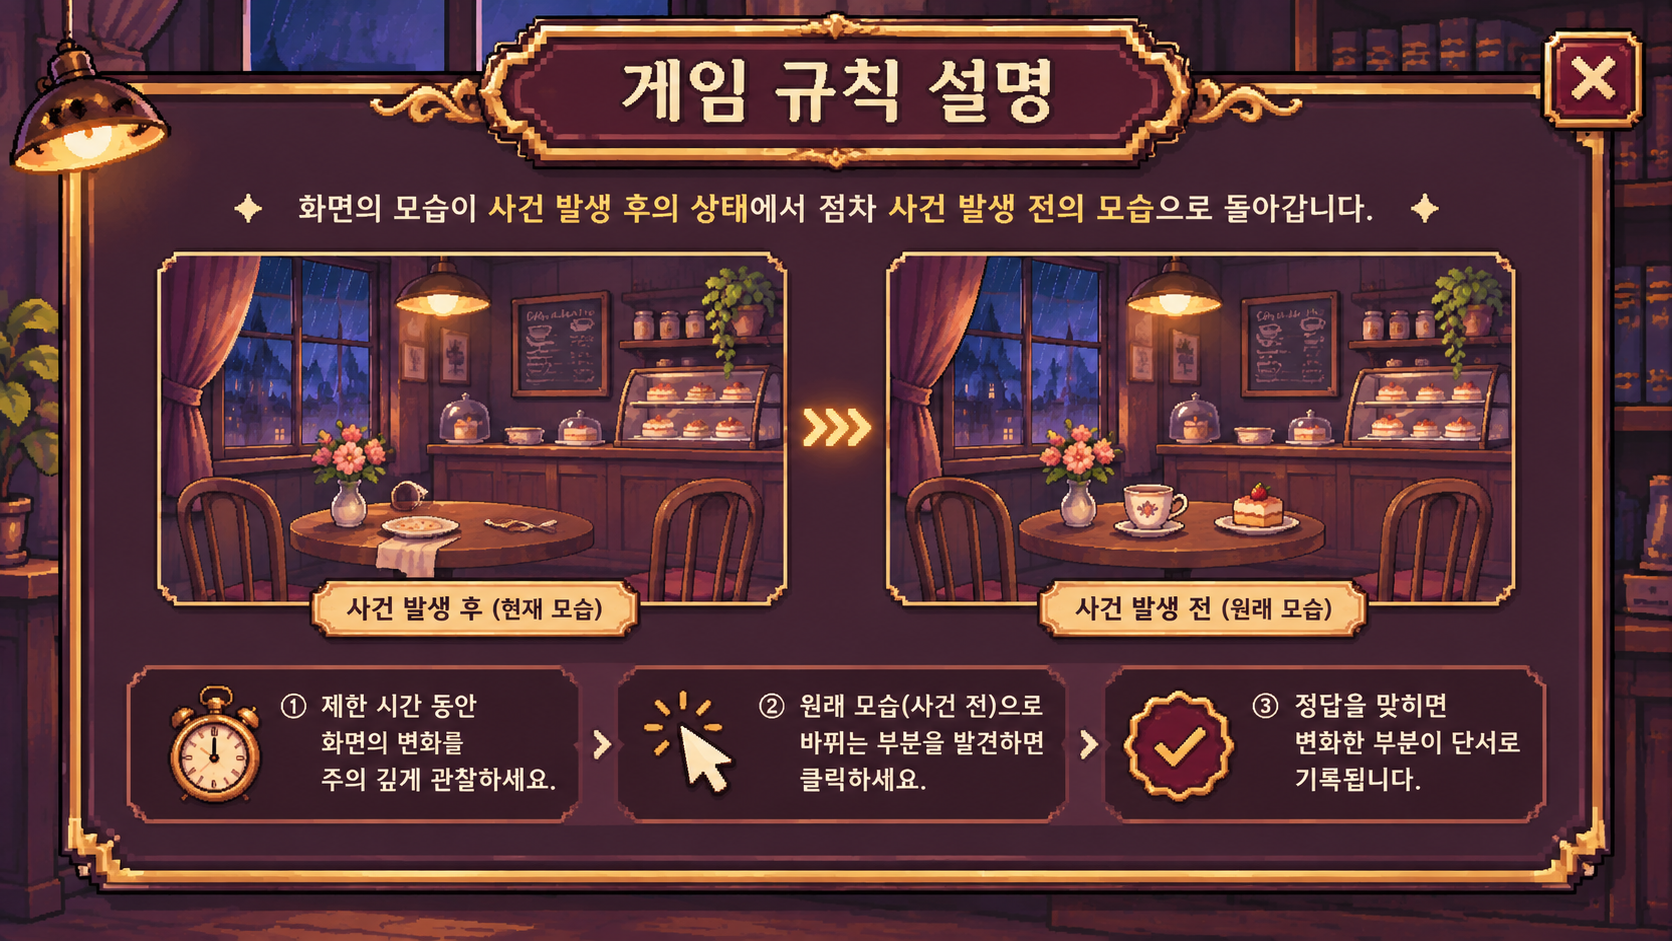 게임 규칙 설명
화면의 모습이 사건 발생 후의 상태에서 점차 사건 발생 전의 모습으로 돌아갑니다.
사건 발생 후 (현재 모습)
사건 발생 전 (원래 모습)
① 제한 시간 동안
화면의 변화를
주의 깊게 관찰하세요.
② 원래 모습(사건 전)으로
바뀌는 부분을 발견하면
클릭하세요.
③ 정답을 맞히면
변화한 부분이 단서로
기록됩니다.